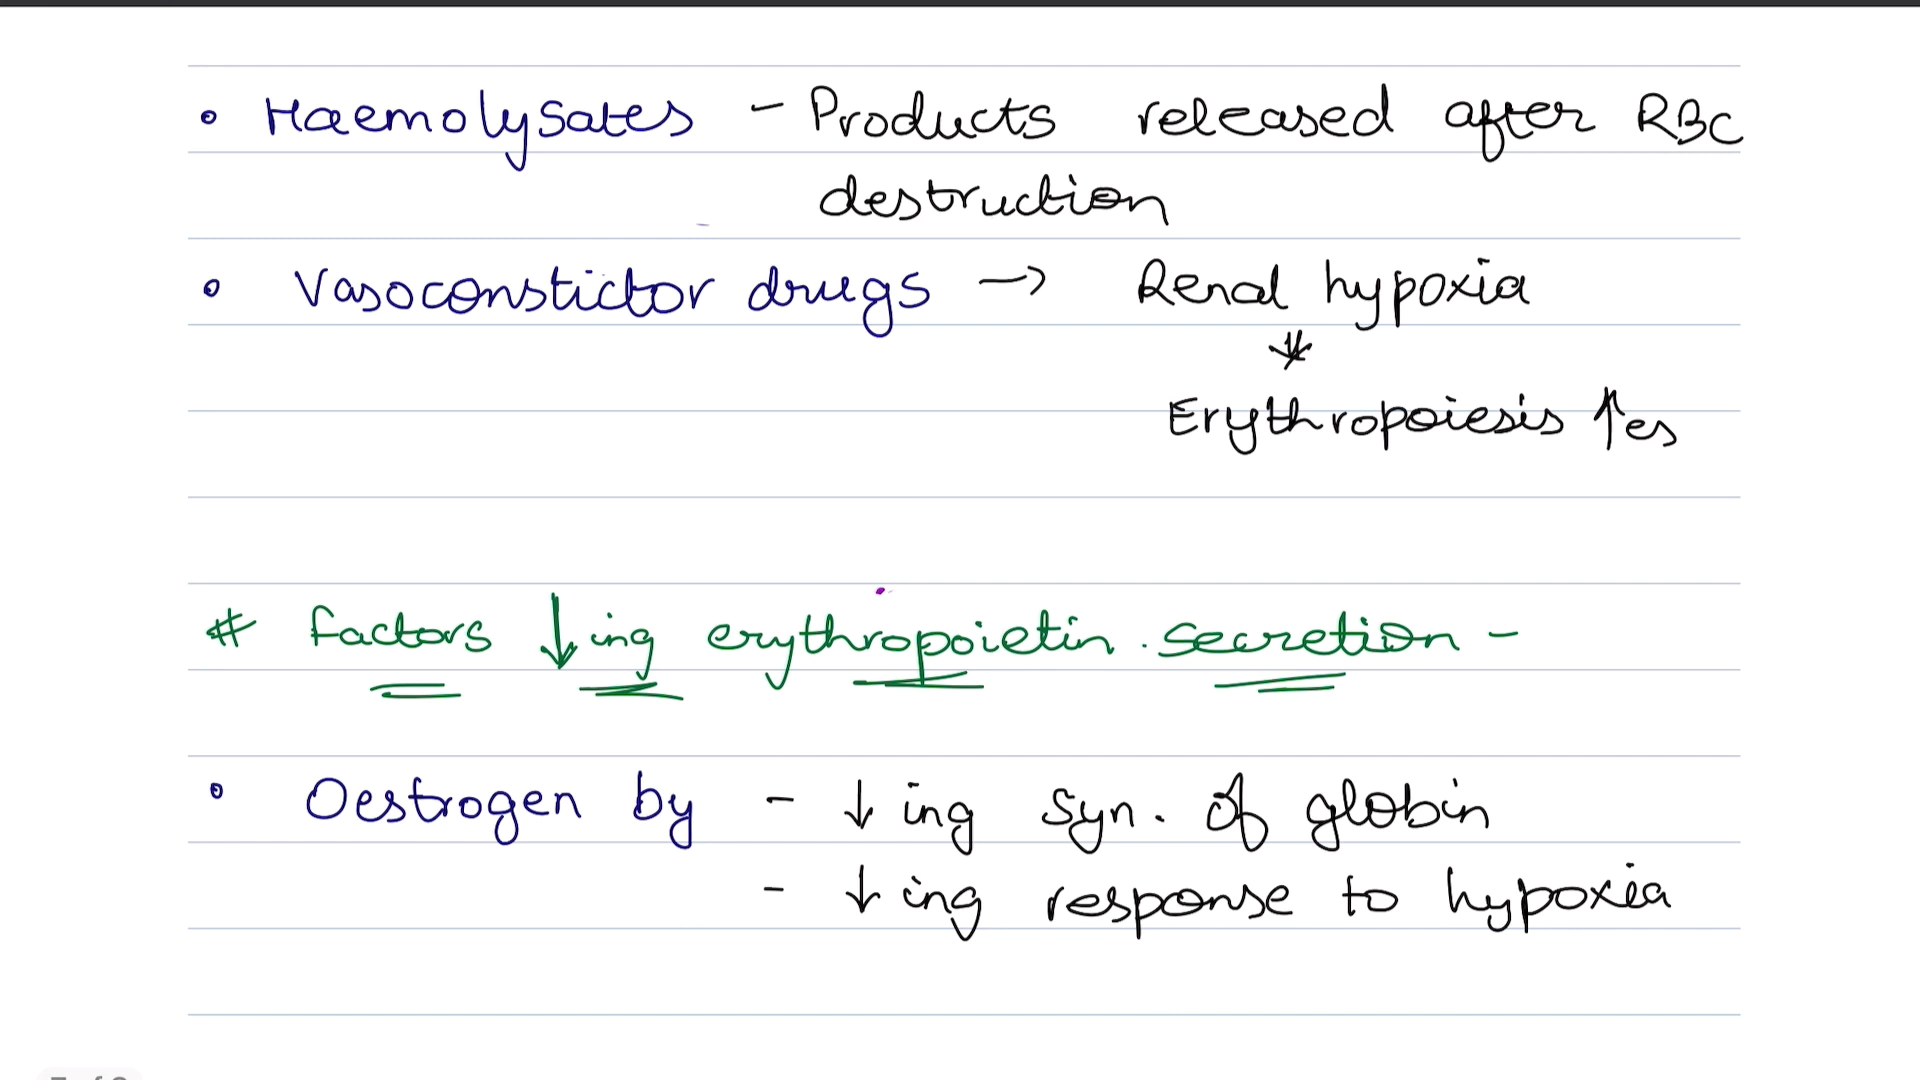 • Haemolysates - Products released after RBC
destruction
• Vasoconstictor drugs → Renal hypoxia
↓
Erythropoiesis ↑es
# factors ↓ing erythropoietin secretion -
• Oestrogen by - ↓ing syn. of globin
- ↓ing response to hypoxia